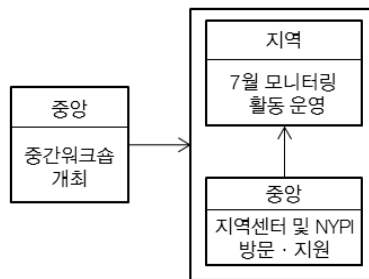 중앙
중간워크숍
개최
지역
7월 모니터링
활동 운영
중앙
지역센터 및 NYPI
방문 · 지원